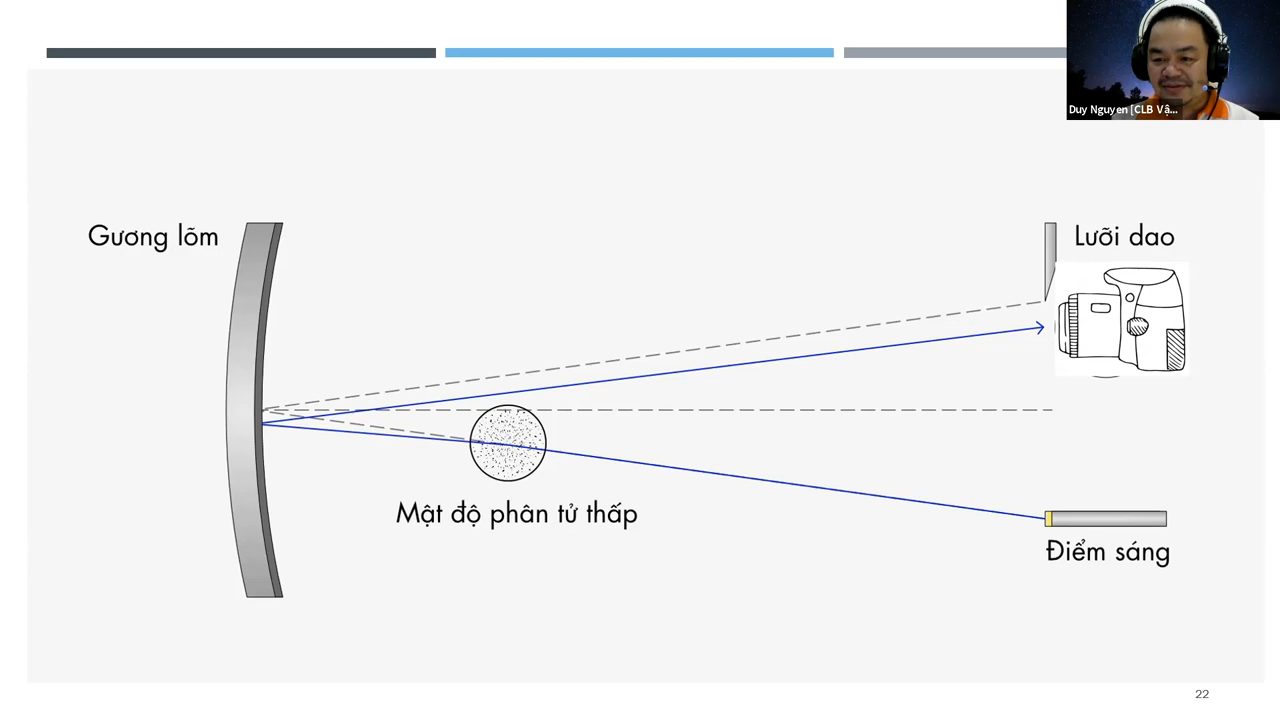 Duy Nguyen [CLB Vậ...
Gương lõm
Lưỡi dao
Mật độ phân tử thấp
Điểm sáng
22